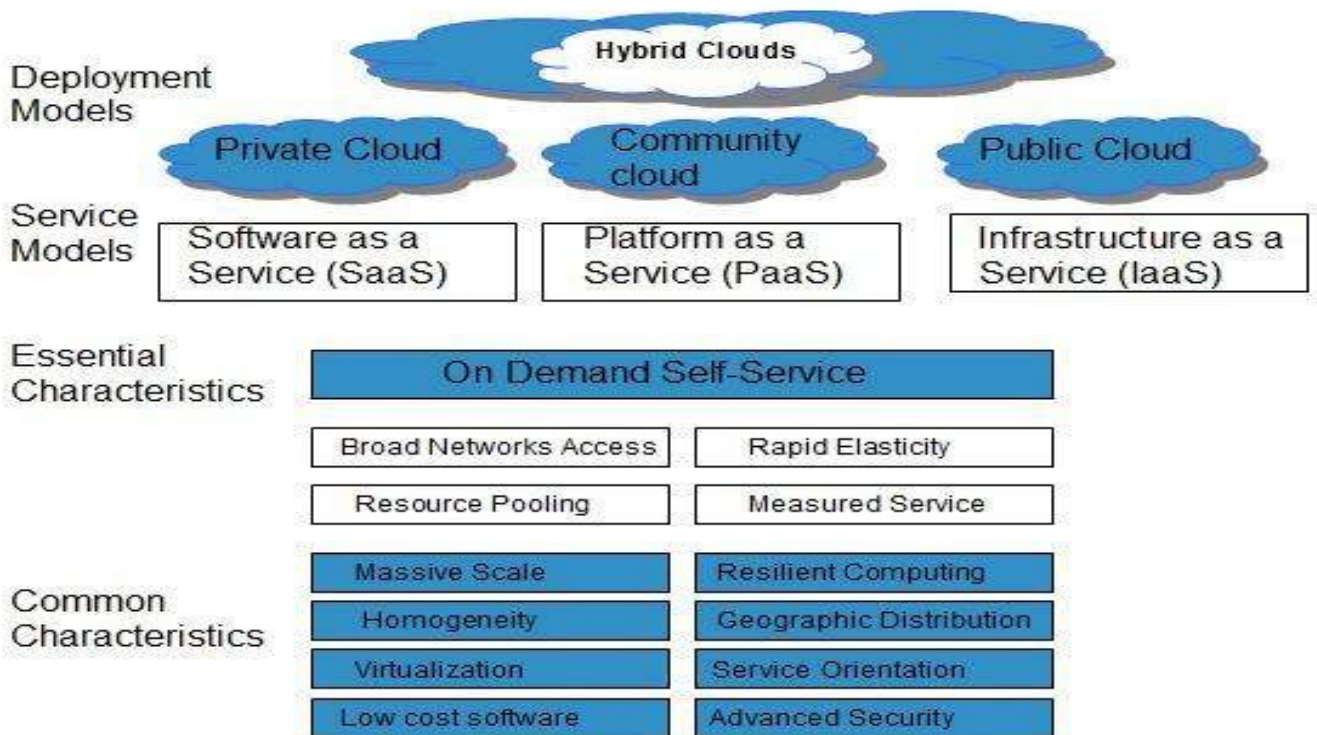 Hybrid Clouds
Deployment
Models
Private Cloud
Community
cloud
Public Cloud
Service
Models
Software as a
Service (SaaS)
Platform as a
Service (PaaS)
Infrastructure as a
Service (IaaS)
Essential
Characteristics
On Demand Self-Service
Broad Networks Access
Rapid Elasticity
Resource Pooling
Measured Service
Common
Characteristics
Massive Scale
Resilient Computing
Homogeneity
Geographic Distribution
Virtualization
Service Orientation
Low cost software
Advanced Security